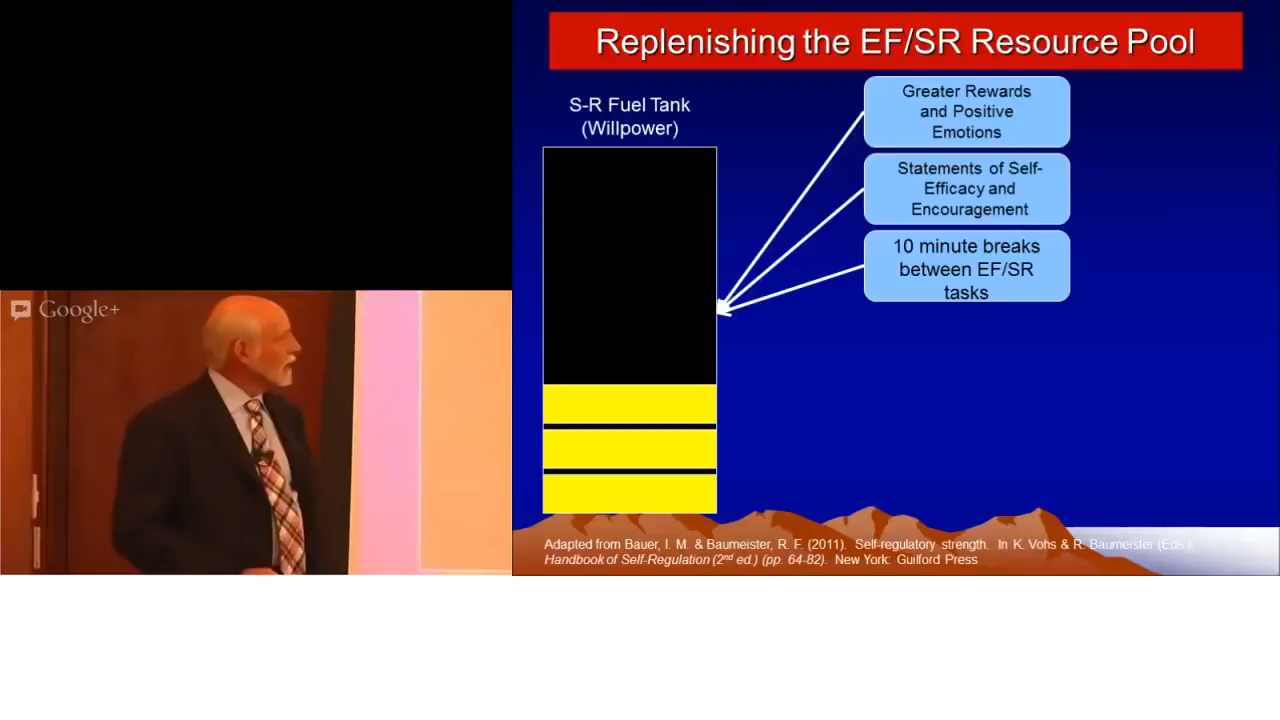 Replenishing the EF/SR Resource Pool
S-R Fuel Tank
(Willpower)
Greater Rewards
and Positive
Emotions
Statements of Self-
Efficacy and
Encouragement
10 minute breaks
between EF/SR
tasks
Google+
Adapted from Bauer, I. M. & Baumeister, R. F. (2011). Self-regulatory strength. In K. Vohs & R. Baumeister (Eds.),
Handbook of Self-Regulation (2nd ed.) (pp. 64-82). New York: Guilford Press